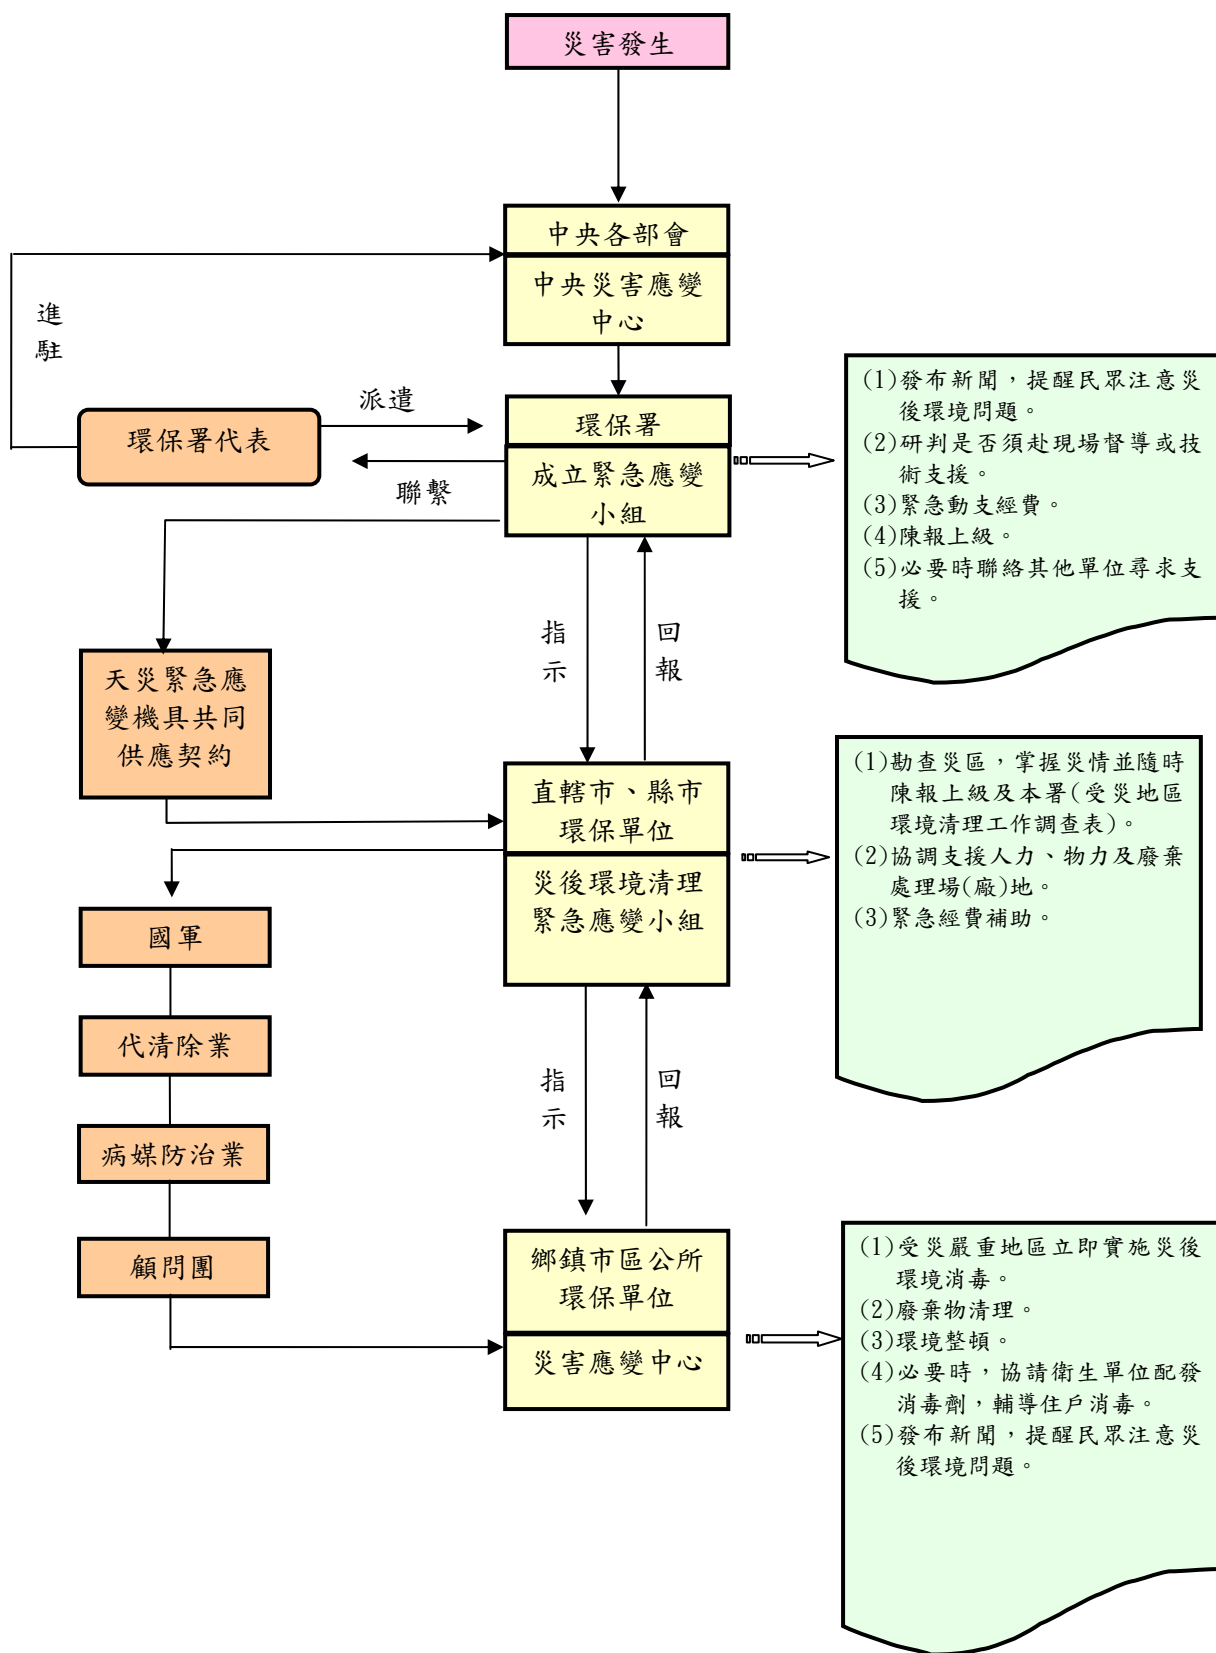 災害發生
中央各部會
中央災害應變
中心
進
駐
環保署代表
派遣
聯繫
環保署
成立緊急應變
小組
(1)發布新聞，提醒民眾注意災
後環境問題。
(2)研判是否須赴現場督導或技
術支援。
(3)緊急動支經費。
(4)陳報上級。
(5)必要時聯絡其他單位尋求支
援。
指
示
回
報
天災緊急應
變機具共同
供應契約
直轄市、縣市
環保單位
災後環境清理
緊急應變小組
(1)勘查災區，掌握災情並隨時
陳報上級及本署(受災地區
環境清理工作調查表)。
(2)協調支援人力、物力及廢棄
處理場(廠)地。
(3)緊急經費補助。
國軍
代清除業
病媒防治業
顧問團
指
示
回
報
鄉鎮市區公所
環保單位
災害應變中心
(1)受災嚴重地區立即實施災後
環境消毒。
(2)廢棄物清理。
(3)環境整頓。
(4)必要時，協請衛生單位配發
消毒劑，輔導住戶消毒。
(5)發布新聞，提醒民眾注意災
後環境問題。